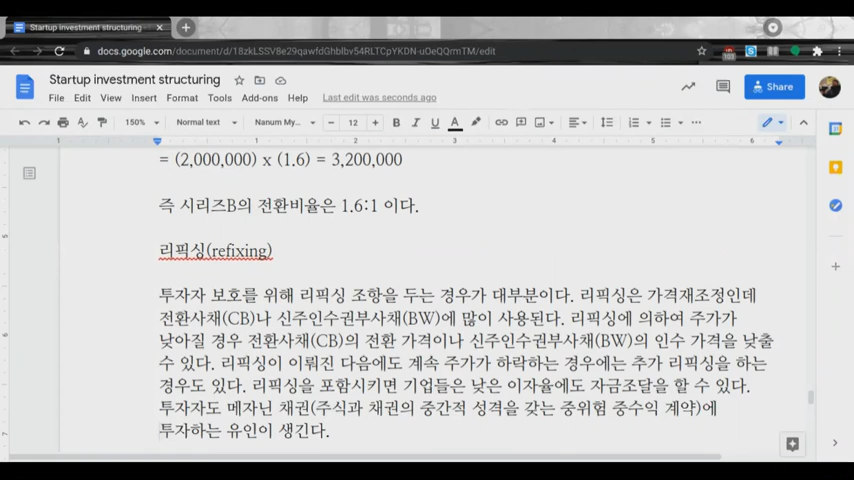 Startup investment structuring
docs.google.com/document/d/18zkLSSV8e29qawfdGhblbv54RLTCpYKDN-uOeQQrmTM/edit
103
Startup investment structuring
Share
File Edit View Insert Format Tools Add-ons Help Last edit was seconds ago
150% Normal text Nanum My... 12 B I U A
1 1 2 3 4 5 6
= (2,000,000) x (1.6) = 3,200,000
즉 시리즈B의 전환비율은 1.6:1 이다.
5
리픽싱(refixing)
투자자 보호를 위해 리픽싱 조항을 두는 경우가 대부분이다. 리픽싱은 가격재조정인데
전환사채(CB)나 신주인수권부사채(BW)에 많이 사용된다. 리픽싱에 의하여 주가가
6
낮아질 경우 전환사채(CB)의 전환 가격이나 신주인수권부사채(BW)의 인수 가격을 낮출
수 있다. 리픽싱이 이뤄진 다음에도 계속 주가가 하락하는 경우에는 추가 리픽싱을 하는
경우도 있다. 리픽싱을 포함시키면 기업들은 낮은 이자율에도 자금조달을 할 수 있다.
투자자도 메자닌 채권(주식과 채권의 중간적 성격을 갖는 중위험 중수익 계약)에
7
투자하는 유인이 생긴다.